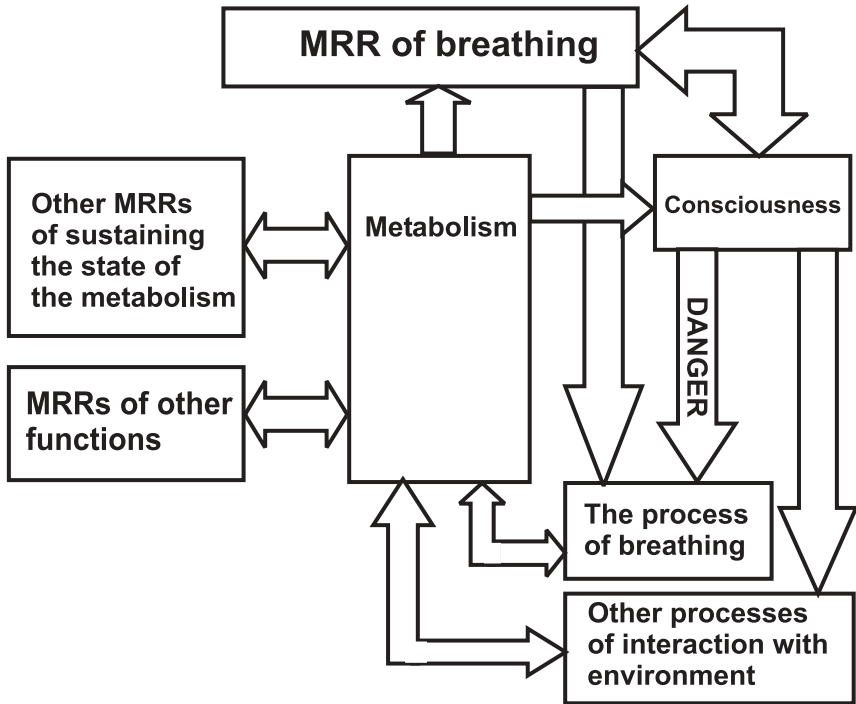 MRR of breathing
Other MRRs
of sustaining
the state of
the metabolism
Metabolism
Consciousness
DANGER
MRRs of other
functions
The process
of breathing
Other processes
of interaction with
environment